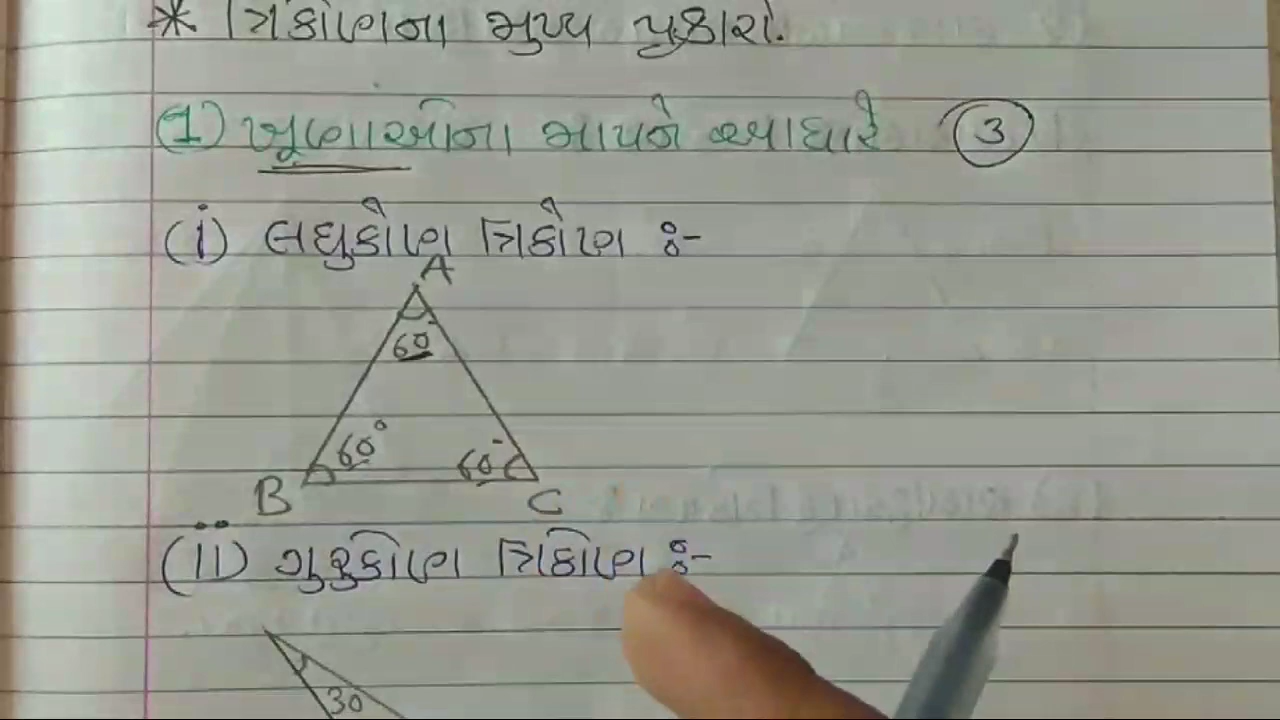 * ત્રિકોણના મુખ્ય પ્રકારો.
(1) ખૂણાઓના માપને આધારે ③
(i) લઘુકોણ ત્રિકોણ :-
A
60°
60° 60°
B C
(ii) ગુરુકોણ ત્રિકોણ :-
30